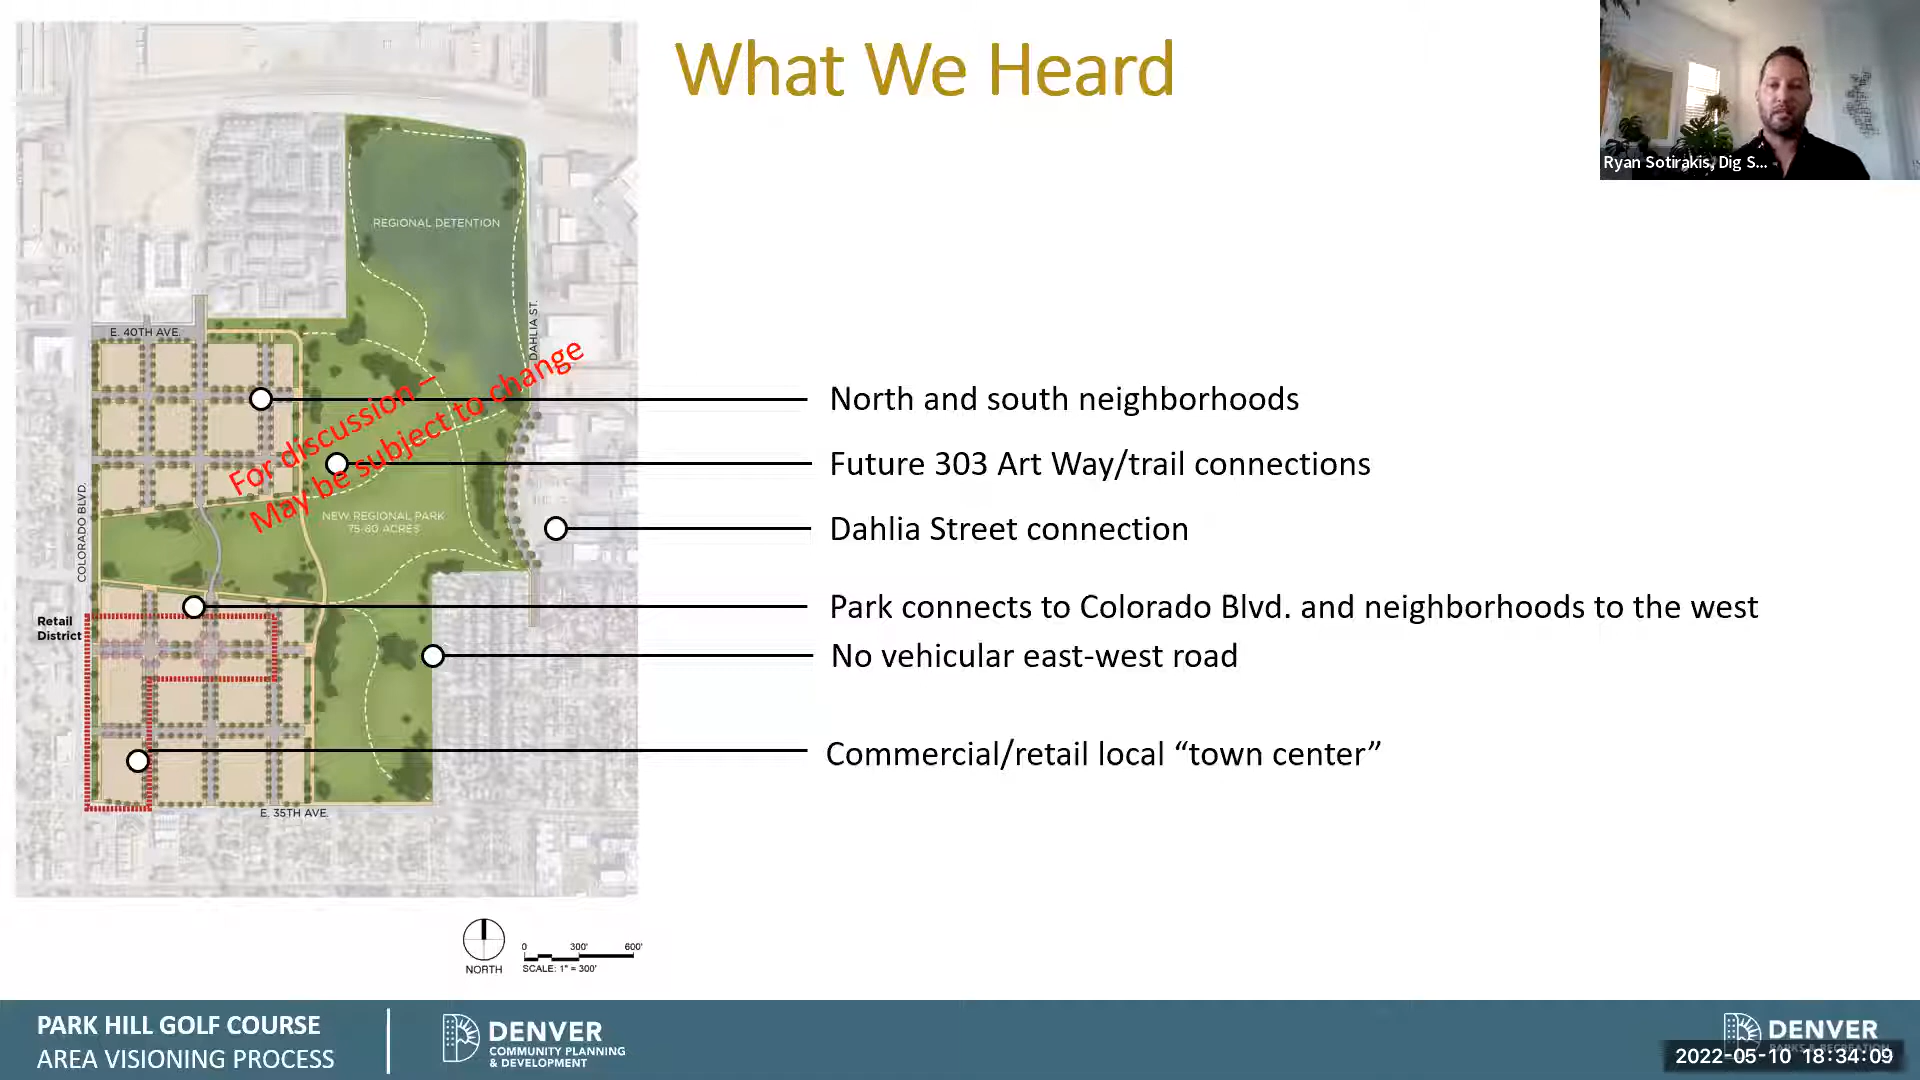 What We Heard
Ryan Sotirakis, Dig S...
REGIONAL DETENTION
DAHLIA ST.
E. 40TH AVE.
For discussion –
May be subject to change
North and south neighborhoods
Future 303 Art Way/trail connections
COLORADO BLVD.
NEW REGIONAL PARK
75-80 ACRES
Dahlia Street connection
Park connects to Colorado Blvd. and neighborhoods to the west
Retail
District
No vehicular east-west road
Commercial/retail local “town center”
E. 35TH AVE.
NORTH
0 300' 600'
SCALE: 1" = 300'
PARK HILL GOLF COURSE
AREA VISIONING PROCESS
DENVER
COMMUNITY PLANNING
& DEVELOPMENT
DENVER
PARKS & RECREATION
2022-05-10 18:34:09